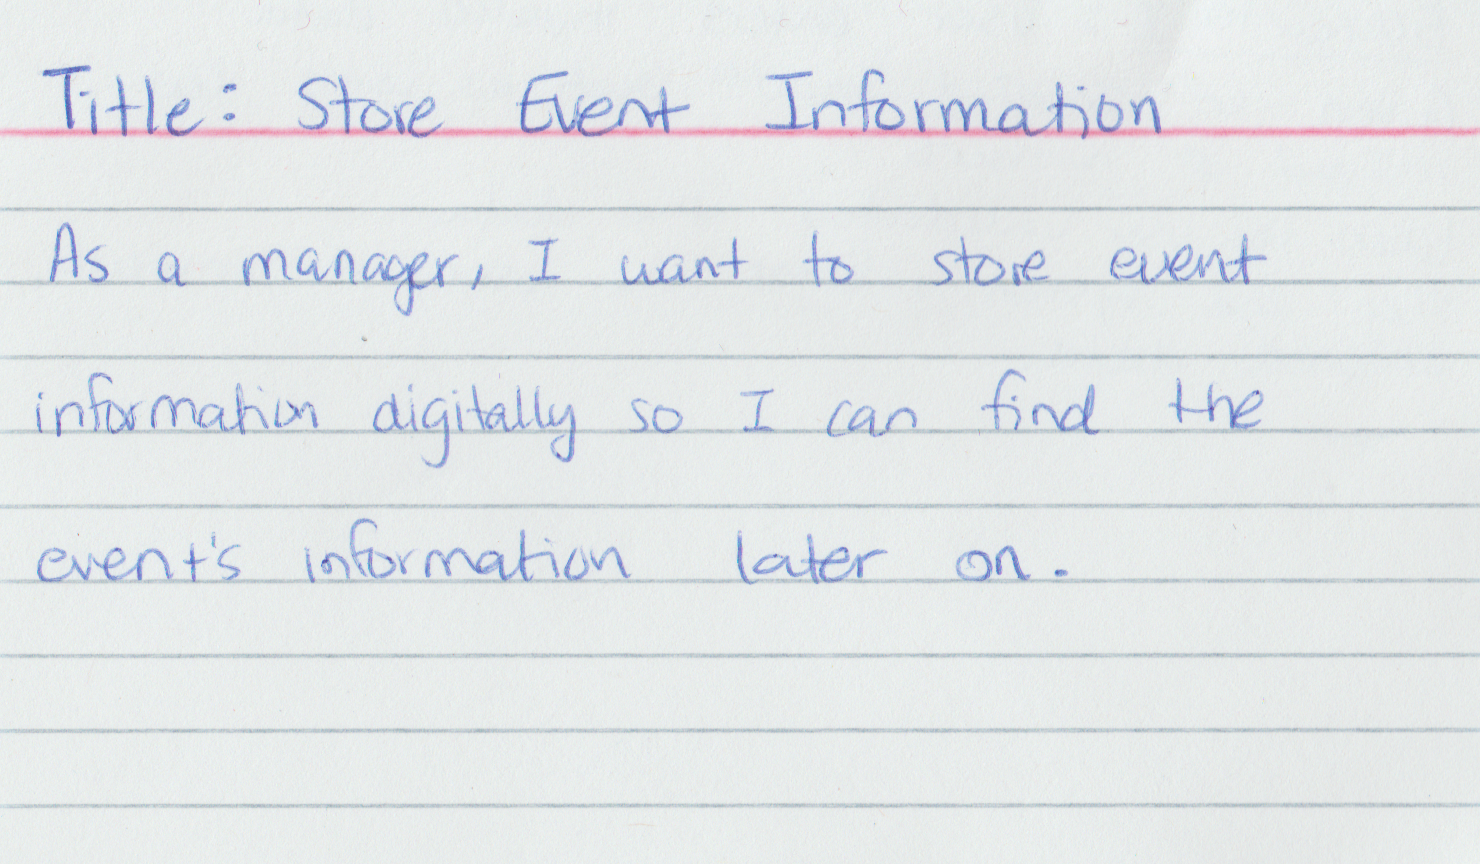 Title: Store Event Information
As a manager, I want to store event
information digitally so I can find the
event's information later on.